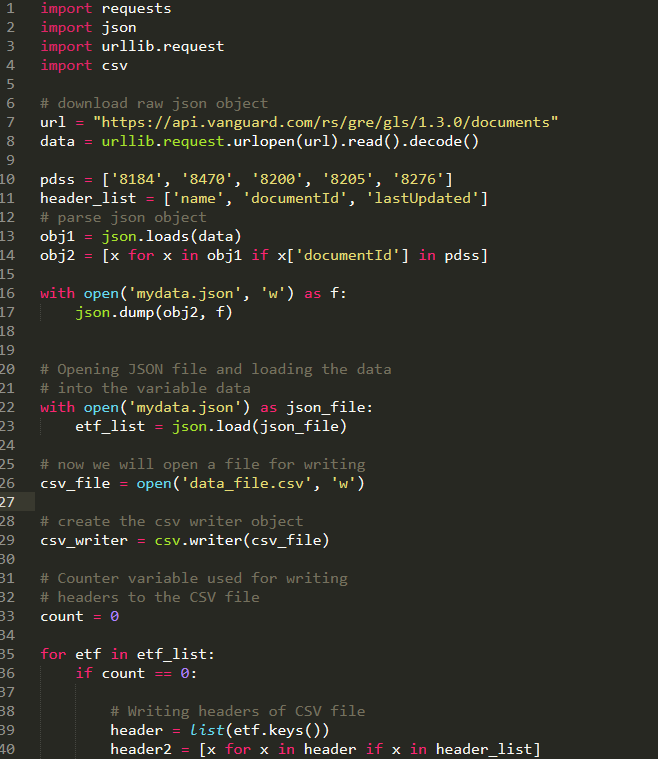 1 import requests
2 import json
3 import urllib.request
4 import csv
5
6 # download raw json object
7 url = "https://api.vanguard.com/rs/gre/gls/1.3.0/documents"
8 data = urllib.request.urlopen(url).read().decode()
9
10 pdss = ['8184', '8470', '8200', '8205', '8276']
11 header_list = ['name', 'documentId', 'lastUpdated']
12 # parse json object
13 obj1 = json.loads(data)
14 obj2 = [x for x in obj1 if x['documentId'] in pdss]
15
16 with open('mydata.json', 'w') as f:
17     json.dump(obj2, f)
18
19
20 # Opening JSON file and loading the data
21 # into the variable data
22 with open('mydata.json') as json_file:
23     etf_list = json.load(json_file)
24
25 # now we will open a file for writing
26 csv_file = open('data_file.csv', 'w')
27
28 # create the csv writer object
29 csv_writer = csv.writer(csv_file)
30
31 # Counter variable used for writing
32 # headers to the CSV file
33 count = 0
34
35 for etf in etf_list:
36     if count == 0:
37
38         # Writing headers of CSV file
39         header = list(etf.keys())
40         header2 = [x for x in header if x in header_list]